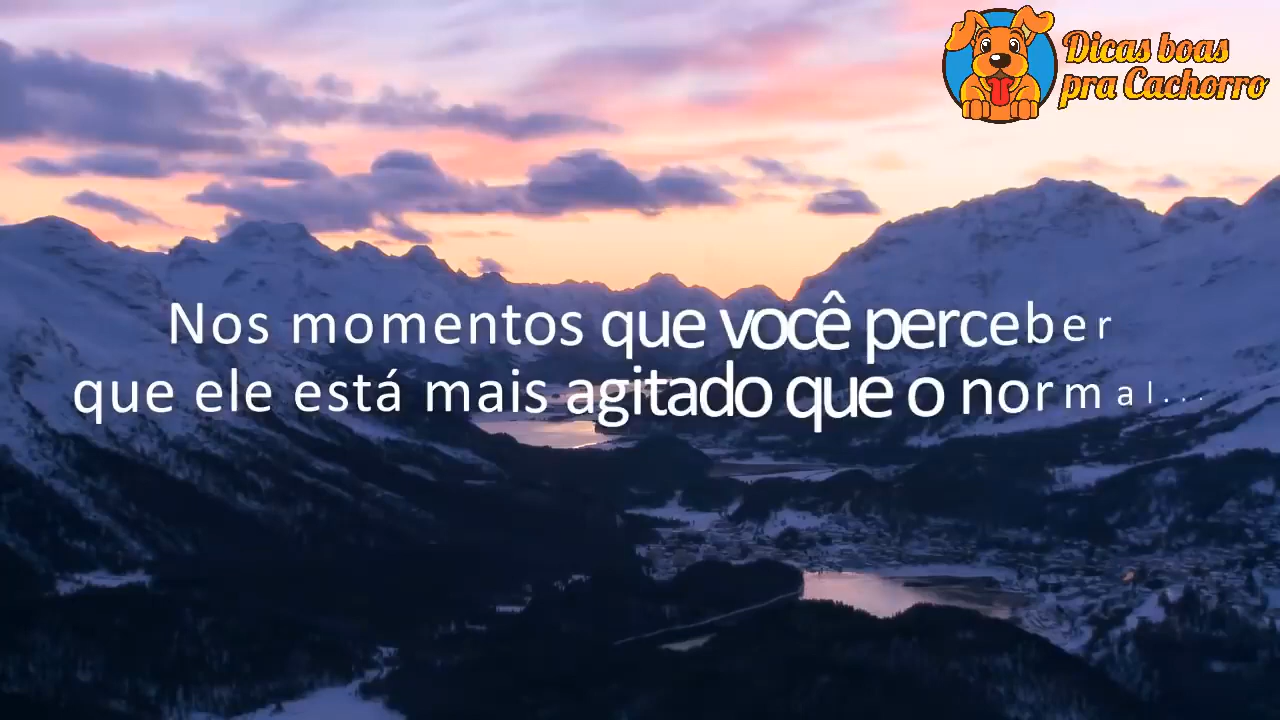 Dicas boas
pra Cachorro
Nos momentos que você perceber
que ele está mais agitado que o normal...